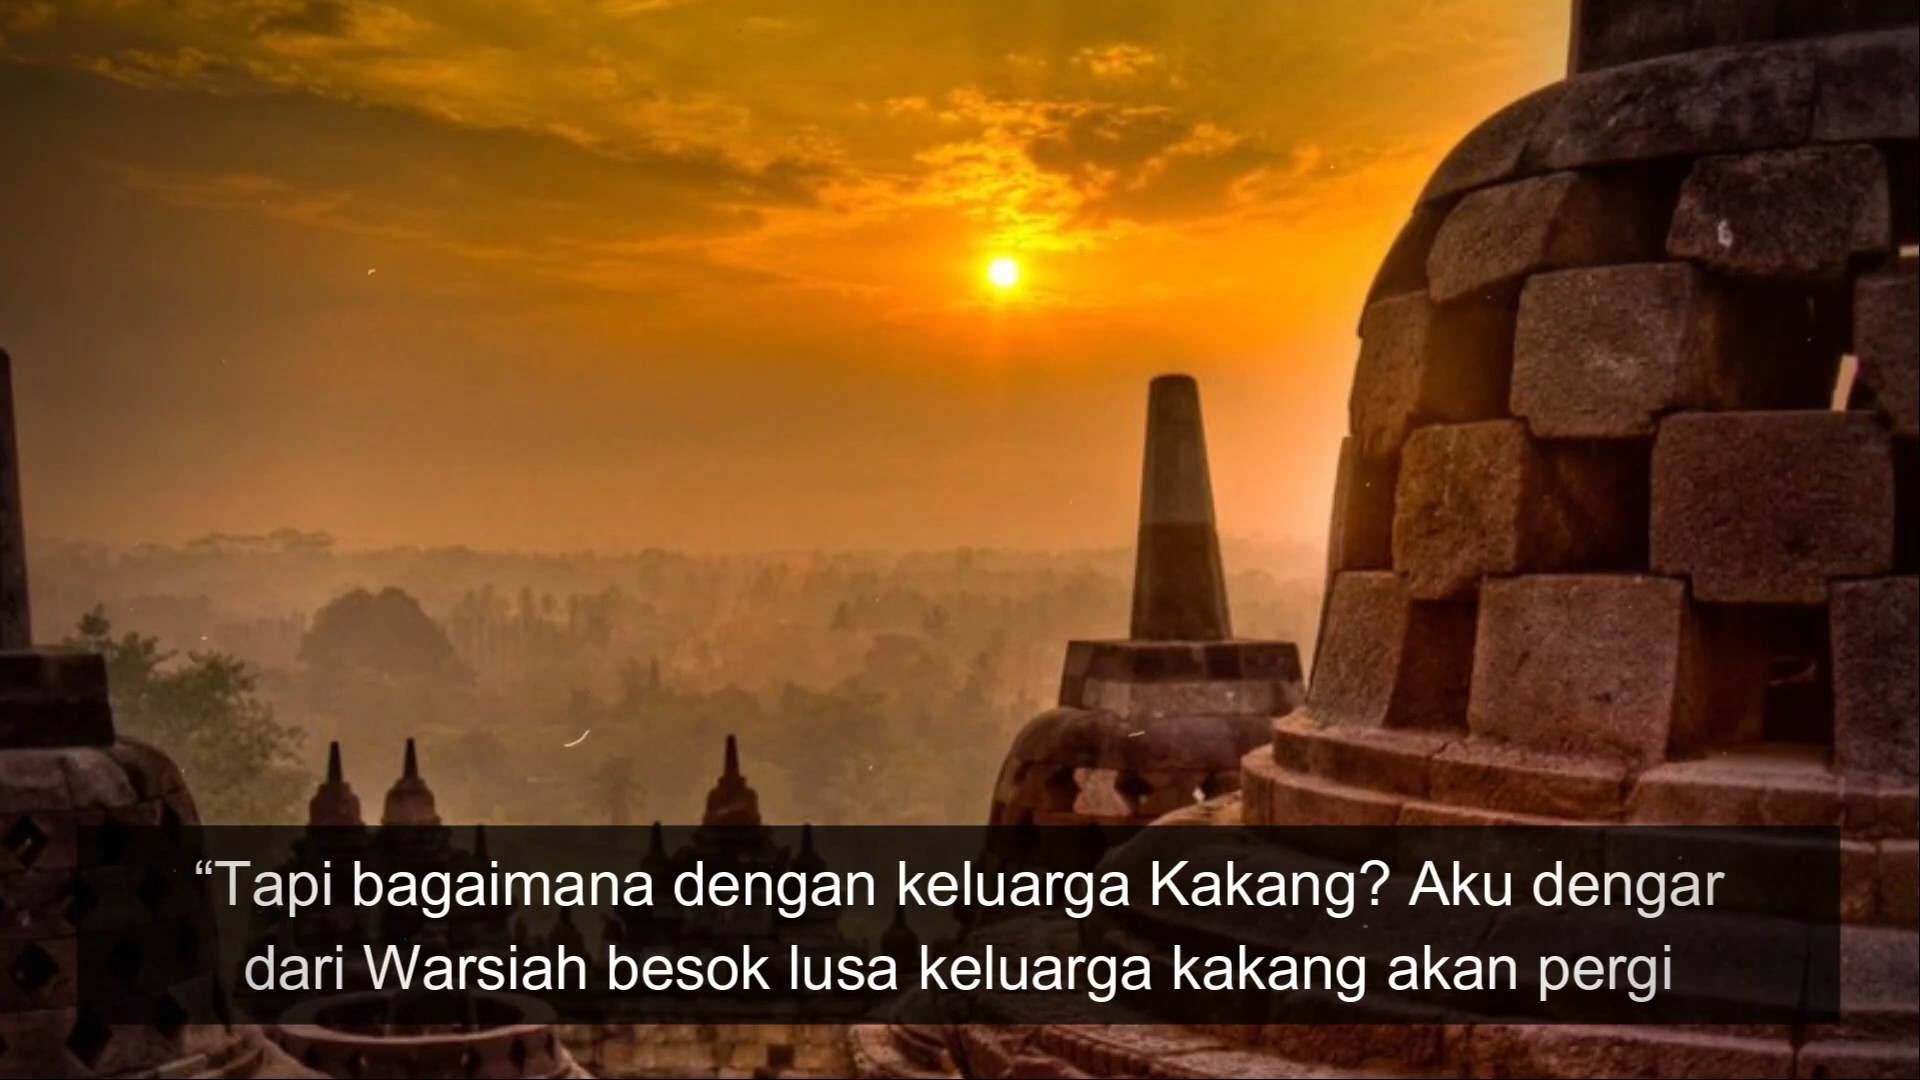 “Tapi bagaimana dengan keluarga Kakang? Aku dengar
dari Warsiah besok lusa keluarga kakang akan pergi